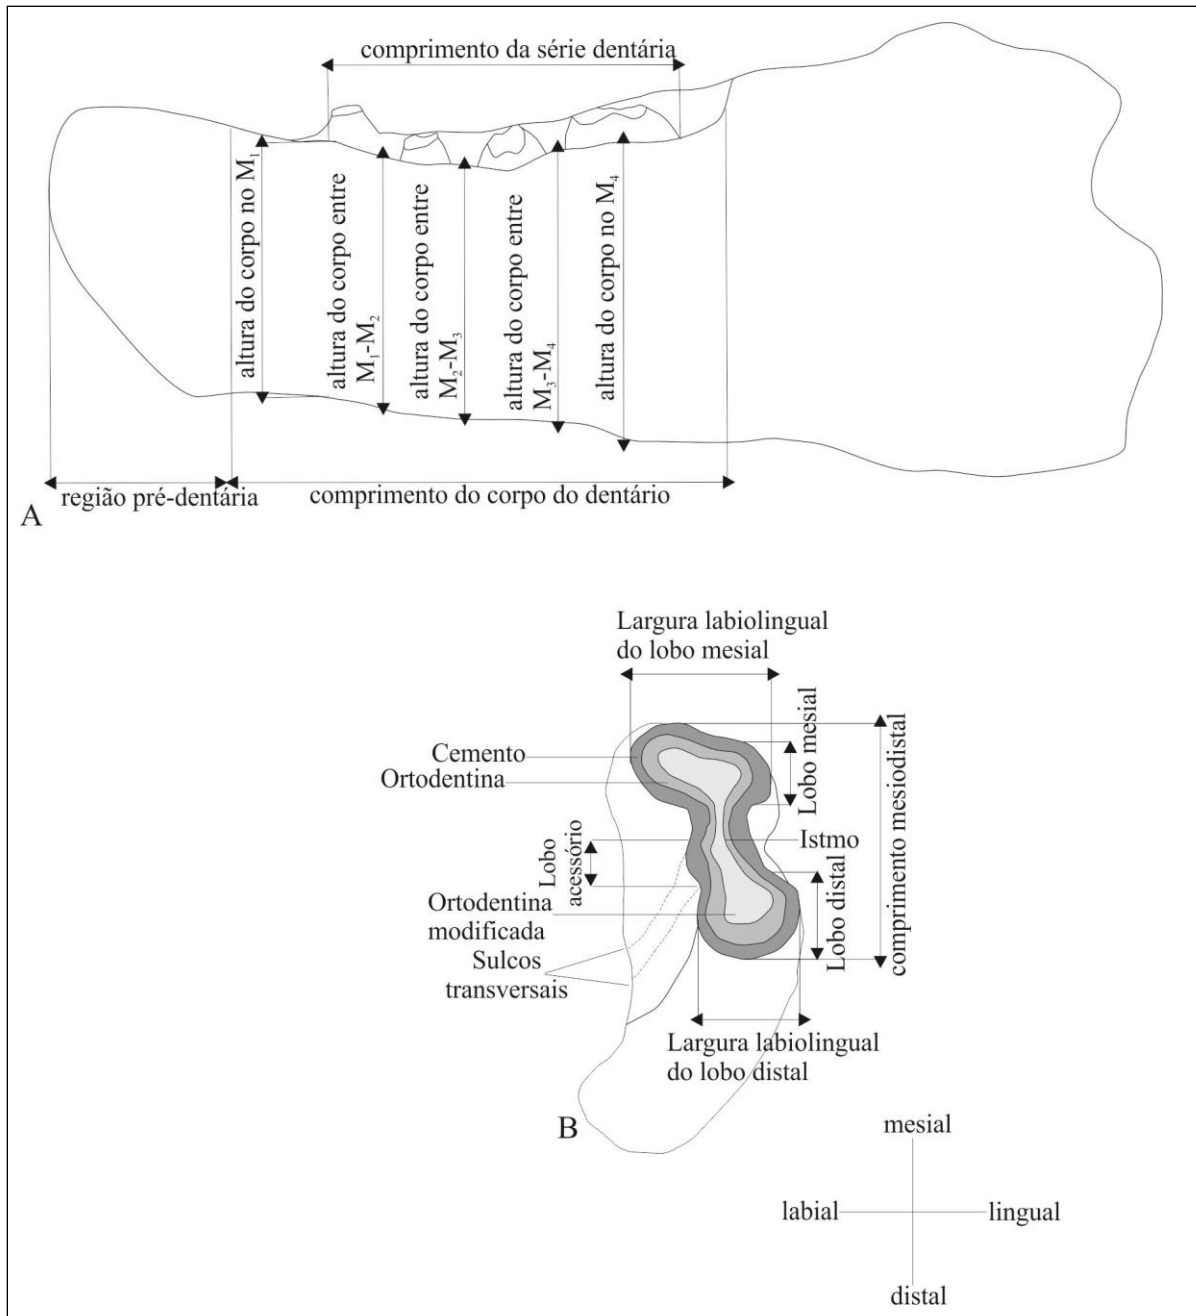 comprimento da série dentária
altura do corpo no M₁
altura do corpo entre
M₁-M₂
altura do corpo entre
M₂-M₃
altura do corpo entre
M₃-M₄
altura do corpo no M₄
região pré-dentária
comprimento do corpo do dentário
A
Largura labiolingual
do lobo mesial
Cemento
Ortodentina
Lobo mesial
comprimento mesiodistal
Lobo
acessório
Istmo
Ortodentina
modificada
Lobo distal
Sulcos
transversais
Largura labiolingual
do lobo distal
B
mesial
labial
lingual
distal